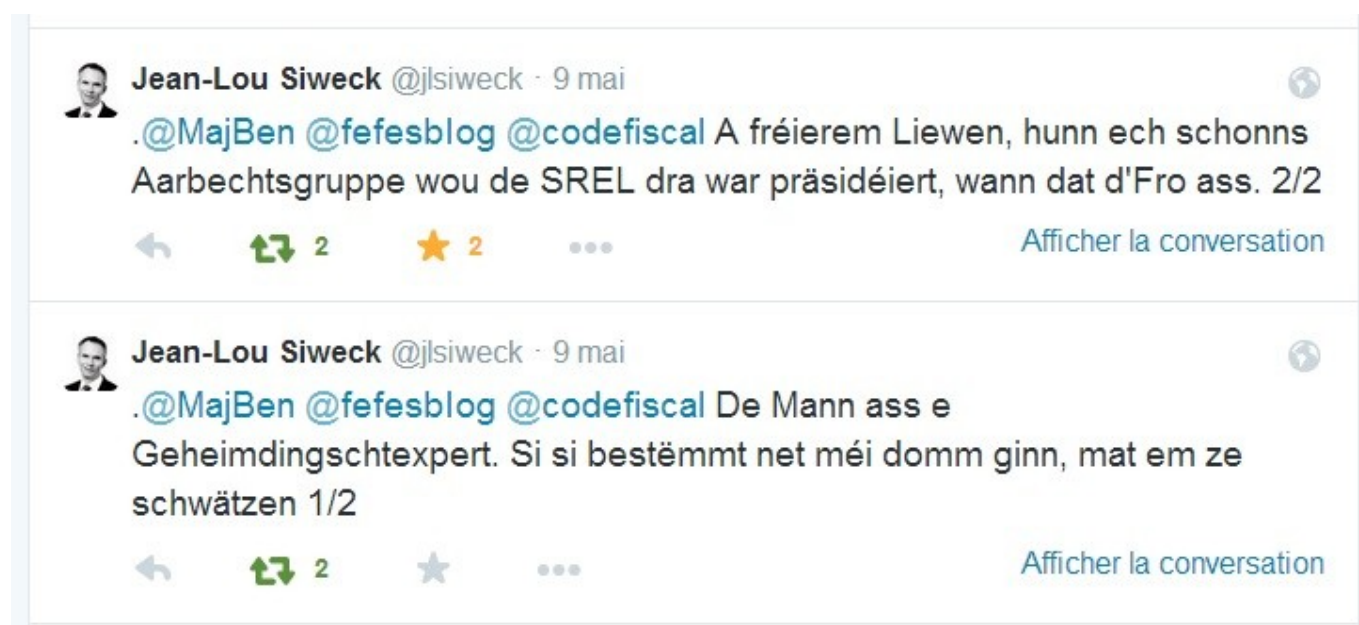 Jean-Lou Siweck @jlsiweck · 9 mai
.@MajBen @fefesblog @codefiscal A fréierem Liewen, hunn ech schonns
Aarbechtsgruppe wou de SREL dra war präsidéiert, wann dat d'Fro ass. 2/2
2 2 Afficher la conversation
Jean-Lou Siweck @jlsiweck · 9 mai
.@MajBen @fefesblog @codefiscal De Mann ass e
Geheimdingschtexpert. Si si bestëmmt net méi domm ginn, mat em ze
schwätzen 1/2
2 Afficher la conversation